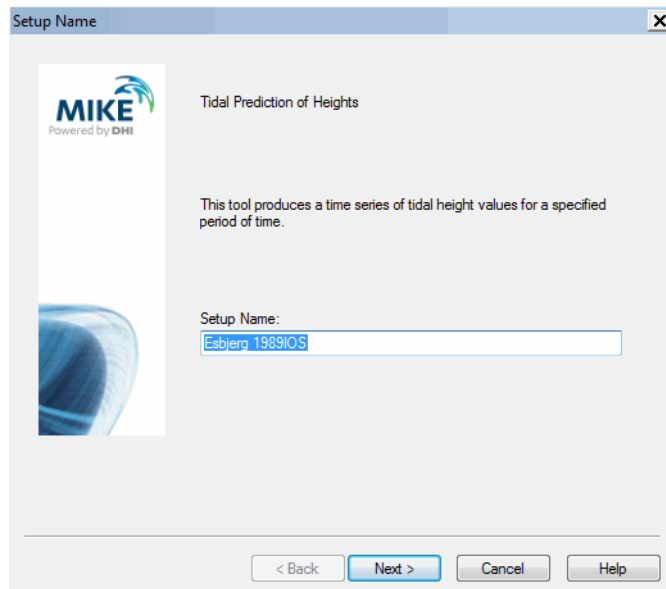 Setup Name
MIKE
Powered by DHI
Tidal Prediction of Heights
This tool produces a time series of tidal height values for a specified
period of time.
Setup Name:
Esbjerg 1989IOS
< Back
Next >
Cancel
Help